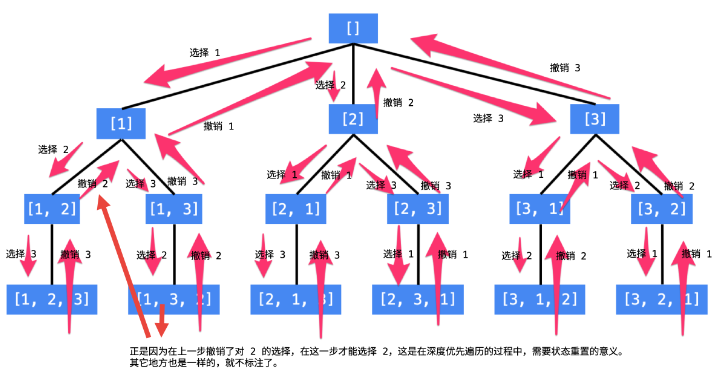 []
选择 1
撤销 3
撤销 1
选择 2
撤销 2
选择 3
[1]
[2]
[3]
选择 2
撤销 2
选择 3
撤销 3
选择 1
撤销 1
选择 3
撤销 3
选择 1
撤销 1
选择 2
撤销 2
[1, 2]
[1, 3]
[2, 1]
[2, 3]
[3, 1]
[3, 2]
选择 3
撤销 3
选择 2
撤销 2
选择 3
撤销 3
选择 1
撤销 1
选择 2
撤销 2
选择 1
撤销 1
[1, 2, 3]
[1, 3, 2]
[2, 1, 3]
[2, 3, 1]
[3, 1, 2]
[3, 2, 1]
正是因为在上一步撤销了对 2 的选择，在这一步才能选择 2，这是在深度优先遍历的过程中，需要状态重置的意义。
其它地方也是一样的，就不标注了。